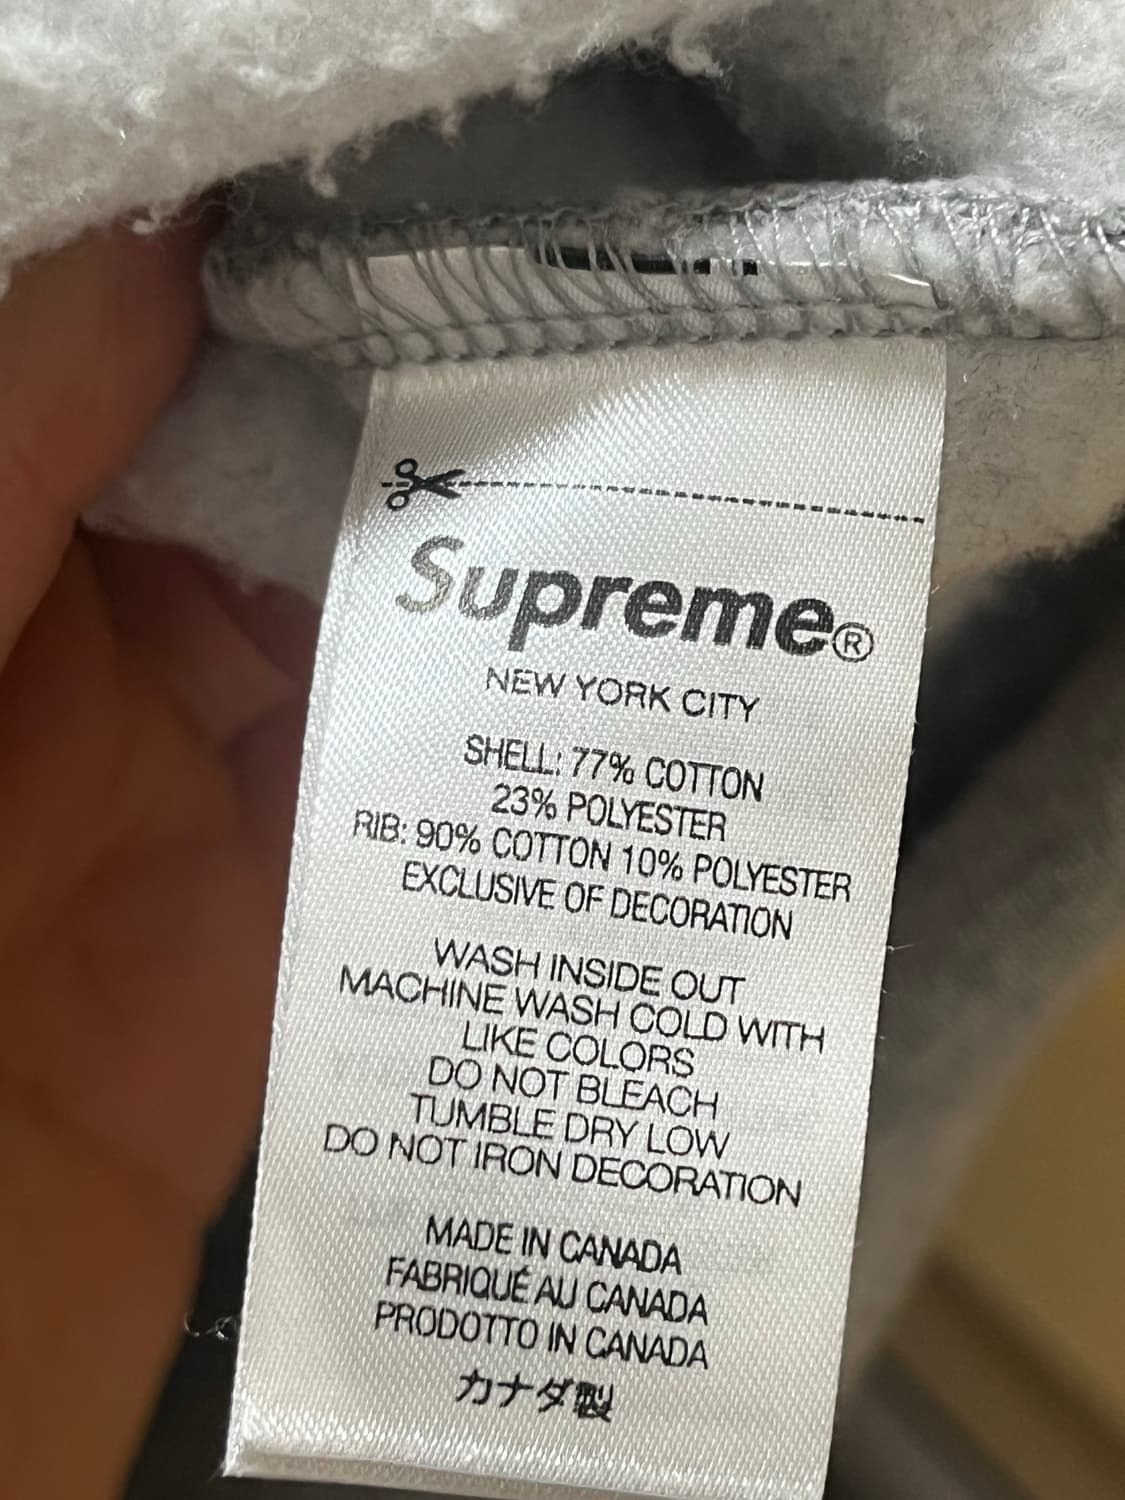 Supreme®
NEW YORK CITY
SHELL: 77% COTTON
23% POLYESTER
RIB: 90% COTTON 10% POLYESTER
EXCLUSIVE OF DECORATION
WASH INSIDE OUT
MACHINE WASH COLD WITH
LIKE COLORS
DO NOT BLEACH
TUMBLE DRY LOW
DO NOT IRON DECORATION
MADE IN CANADA
FABRIQUÉ AU CANADA
PRODOTTO IN CANADA
カナダ製